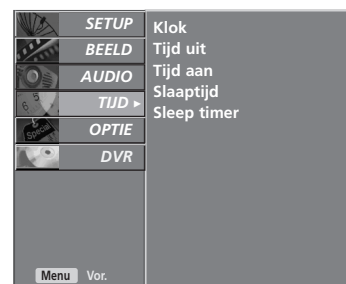 SETUP
BEELD
AUDIO
TIJD ►
OPTIE
DVR
Klok
Tijd uit
Tijd aan
Slaaptijd
Sleep timer
Menu Vor.